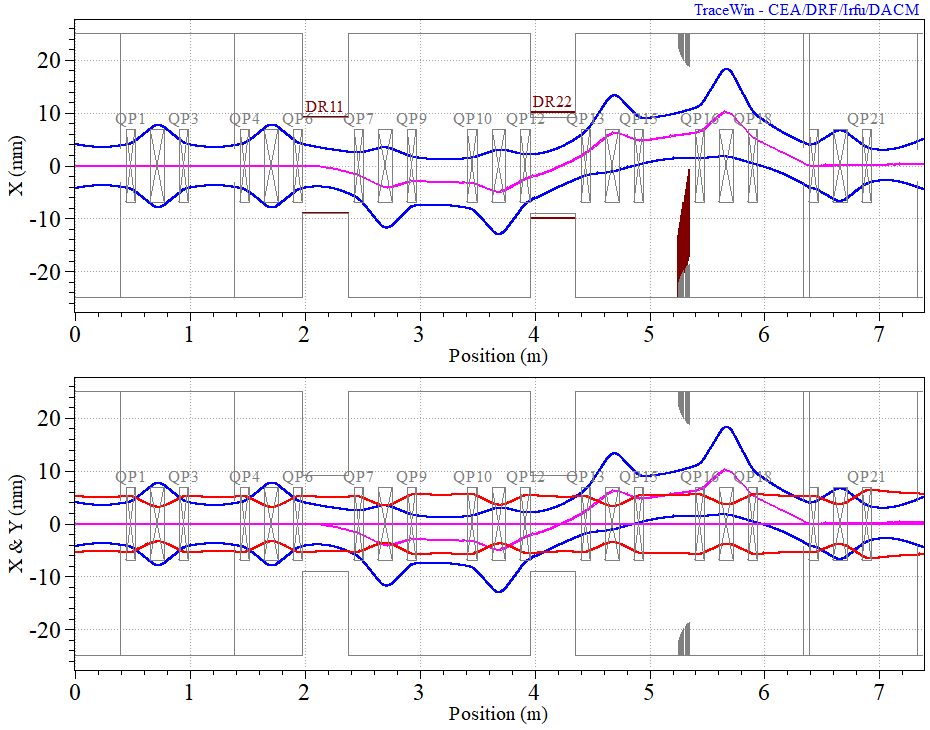 TraceWin - CEA/DRF/Irfu/DACM
X (mm)
20
10
0
-10
-20
DR11
DR22
QP1 QP3 QP4 QP6 QP7 QP9 QP10 QP12 QP13 QP15 QP16 QP18 QP21
0 1 2 3 4 5 6 7
Position (m)
X & Y (mm)
20
10
0
-10
-20
QP1 QP3 QP4 QP6 QP7 QP9 QP10 QP12 QP13 QP15 QP16 QP18 QP21
0 1 2 3 4 5 6 7
Position (m)